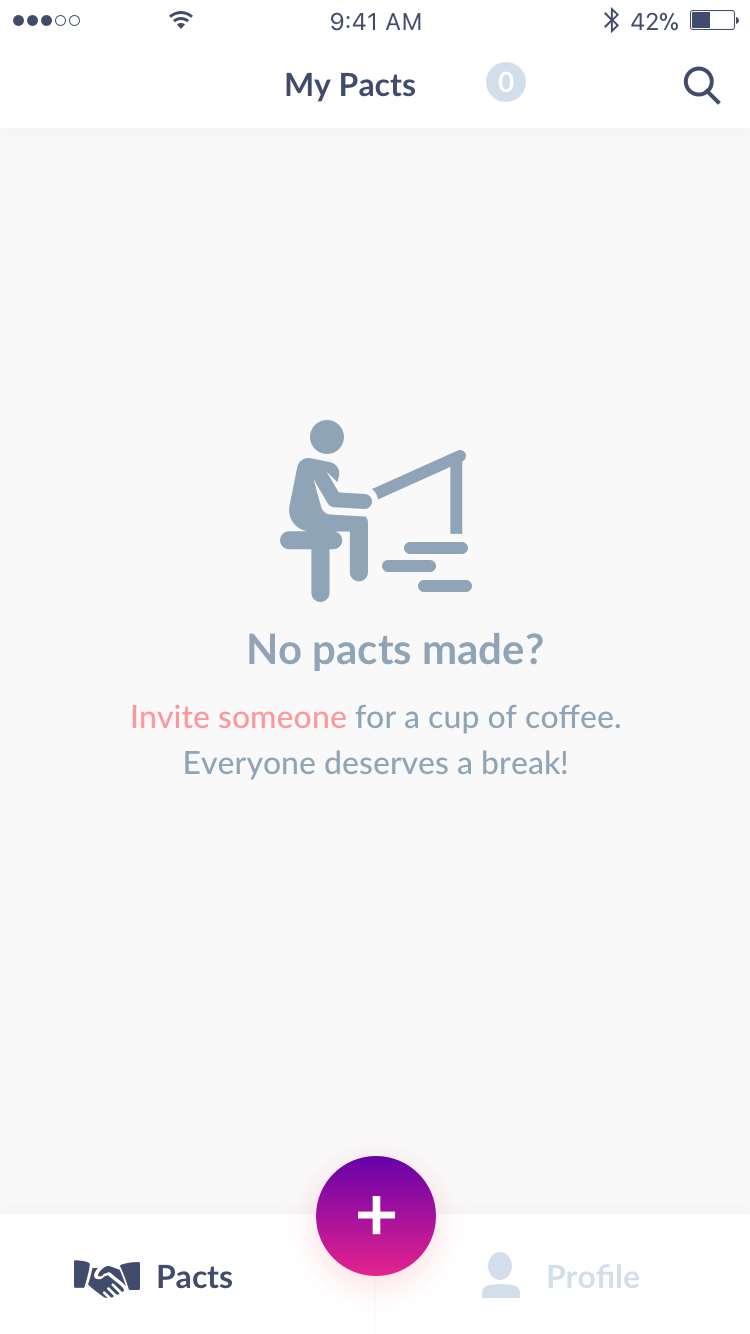 9:41 AM
42%
My Pacts
0
No pacts made?
Invite someone for a cup of coffee.
Everyone deserves a break!
Pacts
Profile